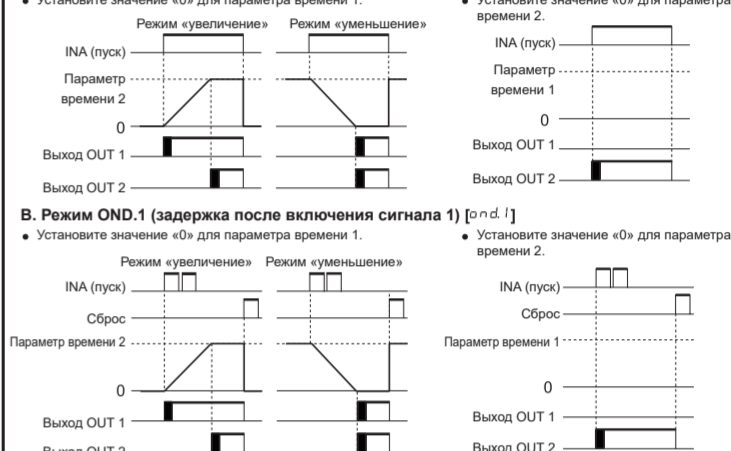 • Установите значение «0» для параметра времени 1.
Режим «увеличение» Режим «уменьшение»
INA (пуск)
Параметр
времени 2
0
Выход OUT 1
Выход OUT 2
• Установите значение «0» для параметра
времени 2.
INA (пуск)
Параметр
времени 1
0
Выход OUT 1
Выход OUT 2
B. Режим OND.1 (задержка после включения сигнала 1) [ond.1]
• Установите значение «0» для параметра времени 1.
Режим «увеличение» Режим «уменьшение»
INA (пуск)
Сброс
Параметр времени 2
0
Выход OUT 1
Выход OUT 2
• Установите значение «0» для параметра
времени 2.
INA (пуск)
Сброс
Параметр времени 1
0
Выход OUT 1
Выход OUT 2